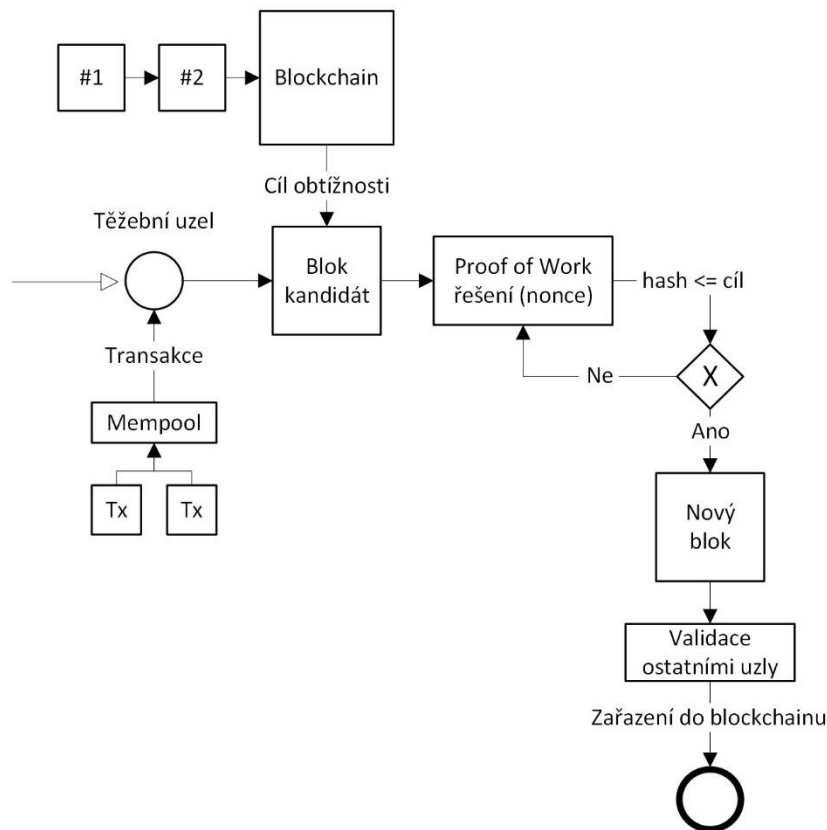 #1
#2
Blockchain
Cíl obtížnosti
Těžební uzel
Blok
kandidát
Proof of Work
řešení (nonce)
hash <= cíl
Transakce
Ne
X
Mempool
Ano
Tx
Tx
Nový
blok
Validace
ostatními uzly
Zařazení do blockchainu